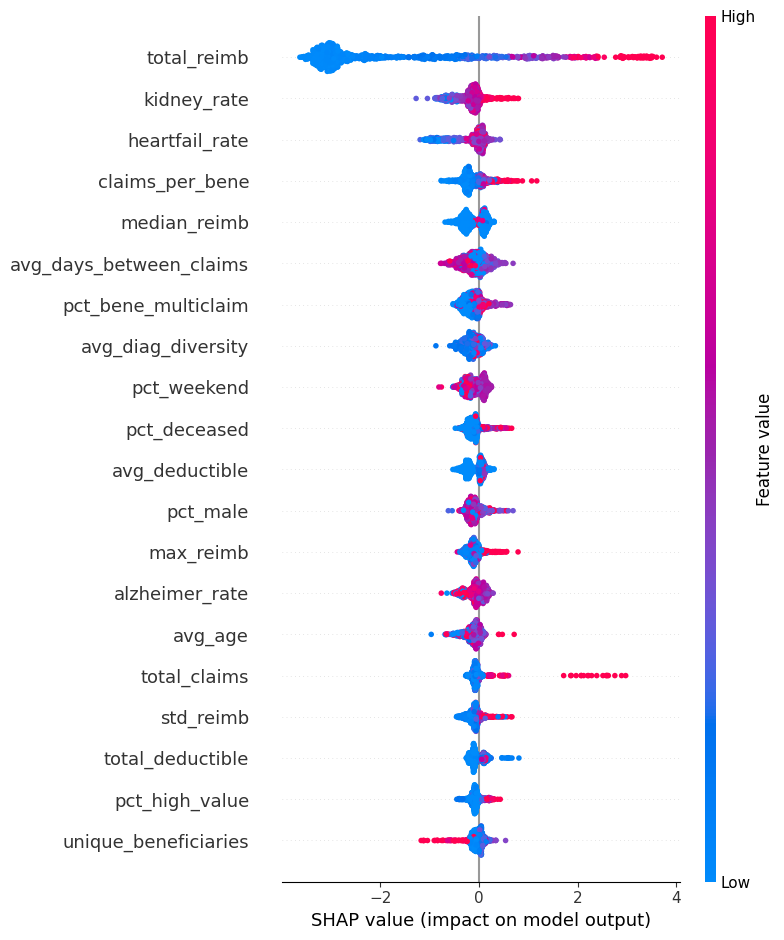 High
total_reimb
kidney_rate
heartfail_rate
claims_per_bene
median_reimb
avg_days_between_claims
pct_bene_multiclaim
avg_diag_diversity
pct_weekend
pct_deceased
avg_deductible
pct_male
max_reimb
alzheimer_rate
avg_age
total_claims
std_reimb
total_deductible
pct_high_value
unique_beneficiaries
Feature value
Low
−2 0 2 4
SHAP value (impact on model output)